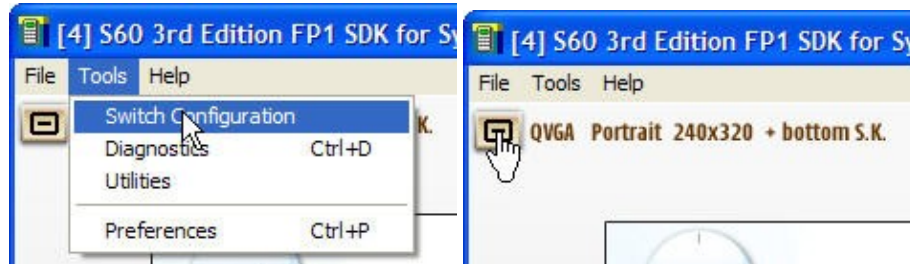 [4] S60 3rd Edition FP1 SDK for Sy
File Tools Help
Switch Configuration
K.
Diagnostics Ctrl+D
Utilities
Preferences Ctrl+P
[4] S60 3rd Edition FP1 SDK for Sy
File Tools Help
QVGA Portrait 240x320 + bottom S.K.